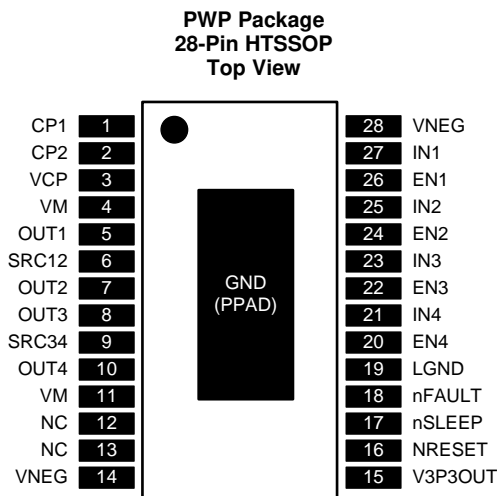 PWP Package
28-Pin HTSSOP
Top View
CP1 1 28 VNEG
CP2 2 27 IN1
VCP 3 26 EN1
VM 4 25 IN2
OUT1 5 24 EN2
SRC12 6 23 IN3
OUT2 7 22 EN3
OUT3 8 21 IN4
SRC34 9 20 EN4
OUT4 10 19 LGND
VM 11 18 nFAULT
NC 12 17 nSLEEP
NC 13 16 NRESET
VNEG 14 15 V3P3OUT
GND
(PPAD)